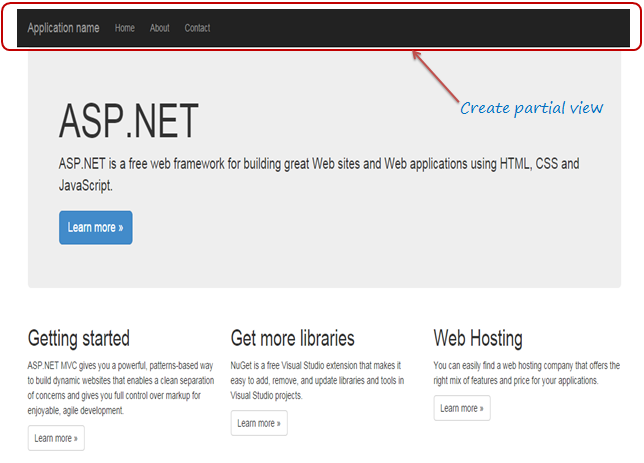 Application name Home About Contact
Create partial view
ASP.NET
ASP.NET is a free web framework for building great Web sites and Web applications using HTML, CSS and
JavaScript.
Learn more »
Getting started
ASP.NET MVC gives you a powerful, patterns-based way
to build dynamic websites that enables a clean separation
of concerns and gives you full control over markup for
enjoyable, agile development.
Learn more »
Get more libraries
NuGet is a free Visual Studio extension that makes it
easy to add, remove, and update libraries and tools in
Visual Studio projects.
Learn more »
Web Hosting
You can easily find a web hosting company that offers the
right mix of features and price for your applications.
Learn more »